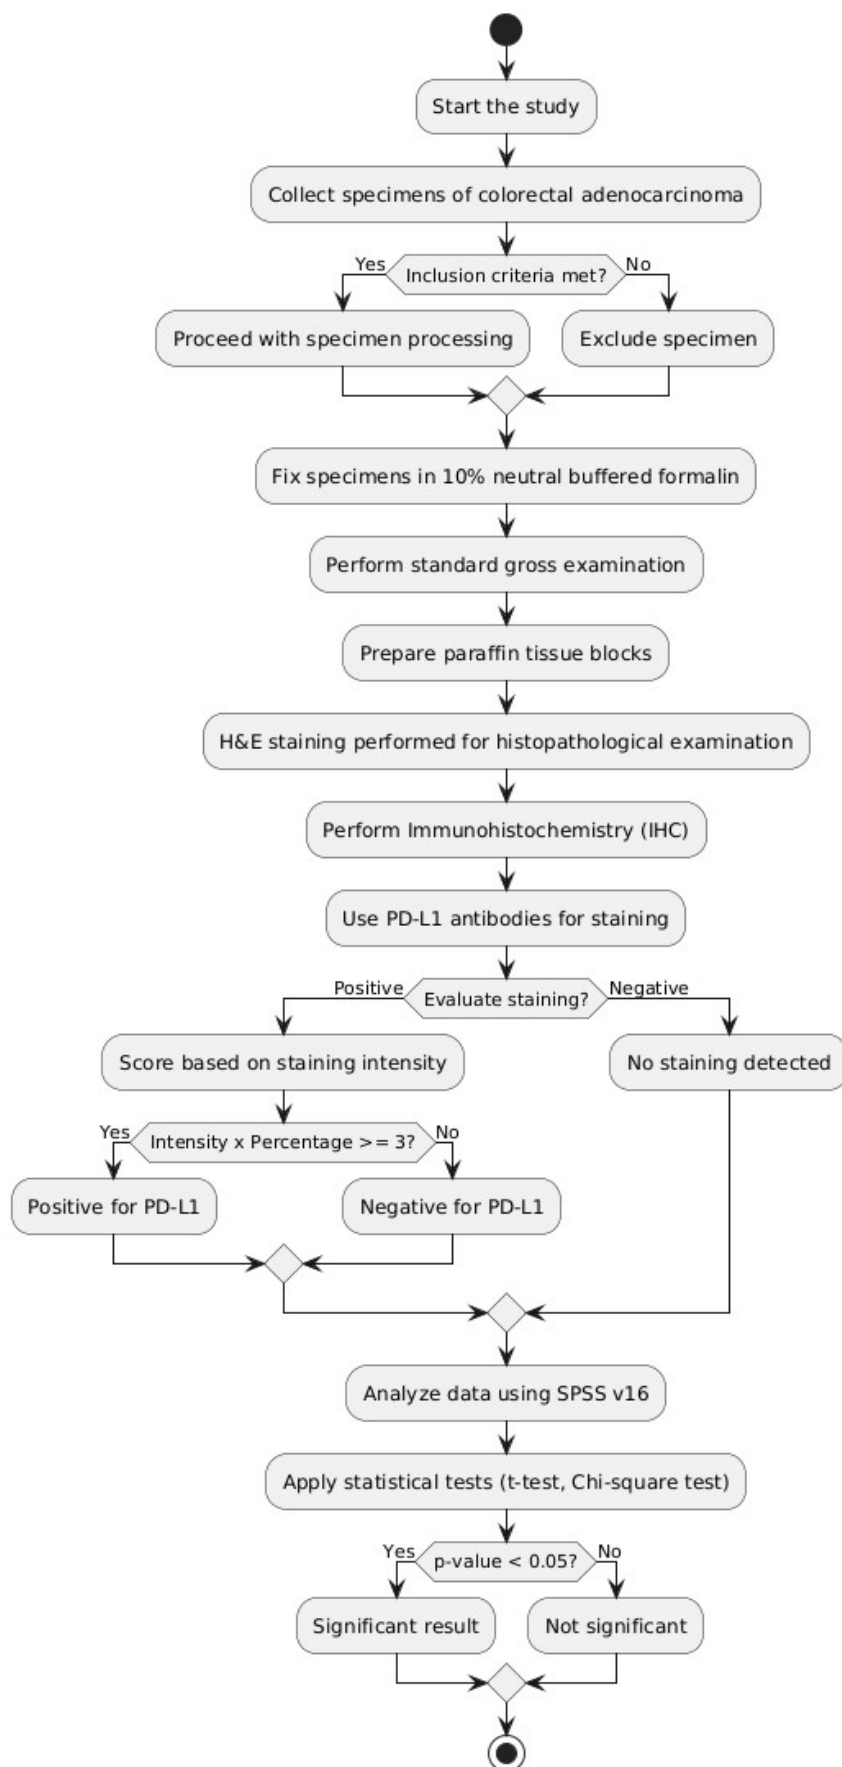 Start the study
Collect specimens of colorectal adenocarcinoma
Yes
Inclusion criteria met?
No
Proceed with specimen processing
Exclude specimen
Fix specimens in 10% neutral buffered formalin
Perform standard gross examination
Prepare paraffin tissue blocks
H&E staining performed for histopathological examination
Perform Immunohistochemistry (IHC)
Use PD-L1 antibodies for staining
Positive
Evaluate staining?
Negative
Score based on staining intensity
No staining detected
Yes
Intensity x Percentage >= 3?
No
Positive for PD-L1
Negative for PD-L1
Analyze data using SPSS v16
Apply statistical tests (t-test, Chi-square test)
Yes
p-value < 0.05?
No
Significant result
Not significant